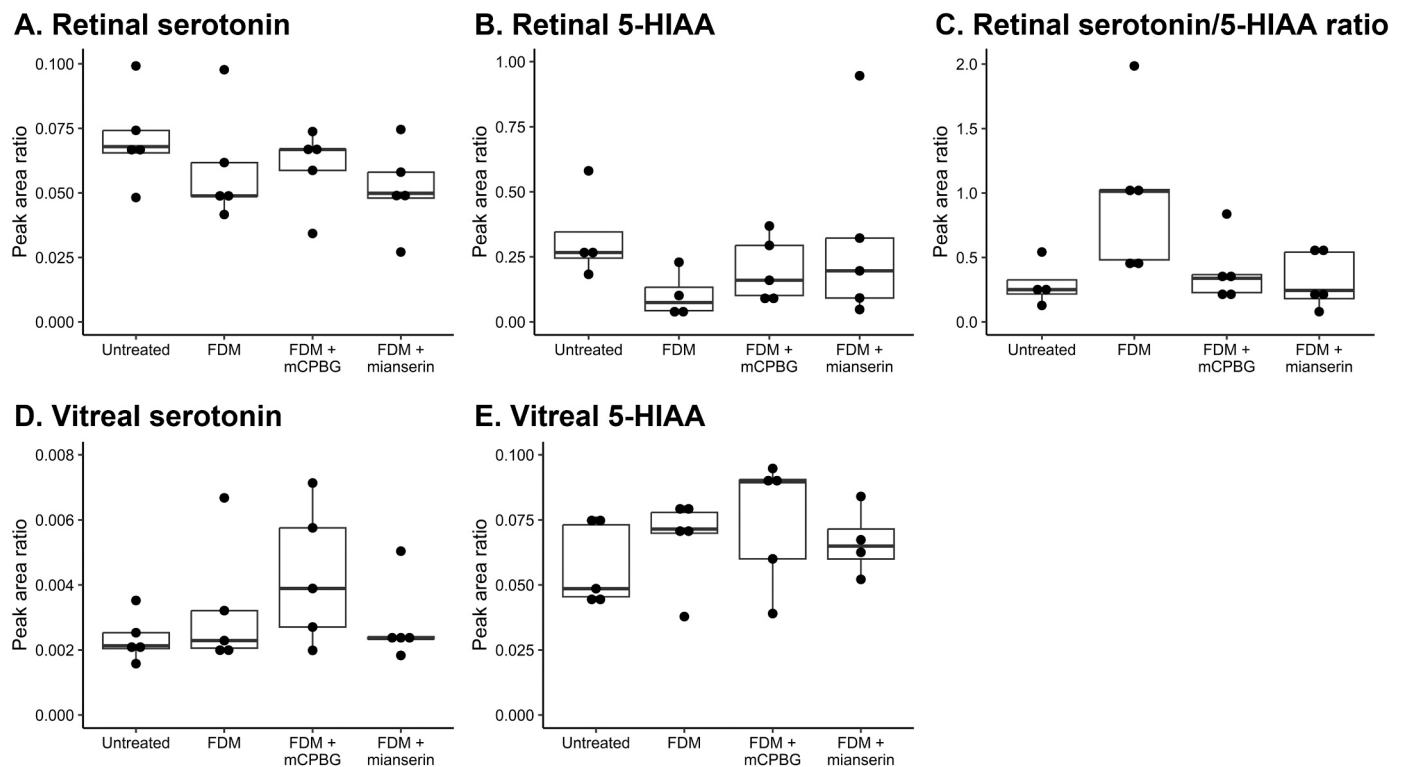 A. Retinal serotonin
Peak area ratio
0.100
0.075
0.050
0.025
0.000
Untreated
FDM
FDM +
mCPBG
FDM +
mianserin
B. Retinal 5-HIAA
Peak area ratio
1.00
0.75
0.50
0.25
0.00
Untreated
FDM
FDM +
mCPBG
FDM +
mianserin
C. Retinal serotonin/5-HIAA ratio
Peak area ratio
2.0
1.5
1.0
0.5
0.0
Untreated
FDM
FDM +
mCPBG
FDM +
mianserin
D. Vitreal serotonin
Peak area ratio
0.008
0.006
0.004
0.002
0.000
Untreated
FDM
FDM +
mCPBG
FDM +
mianserin
E. Vitreal 5-HIAA
Peak area ratio
0.100
0.075
0.050
0.025
0.000
Untreated
FDM
FDM +
mCPBG
FDM +
mianserin